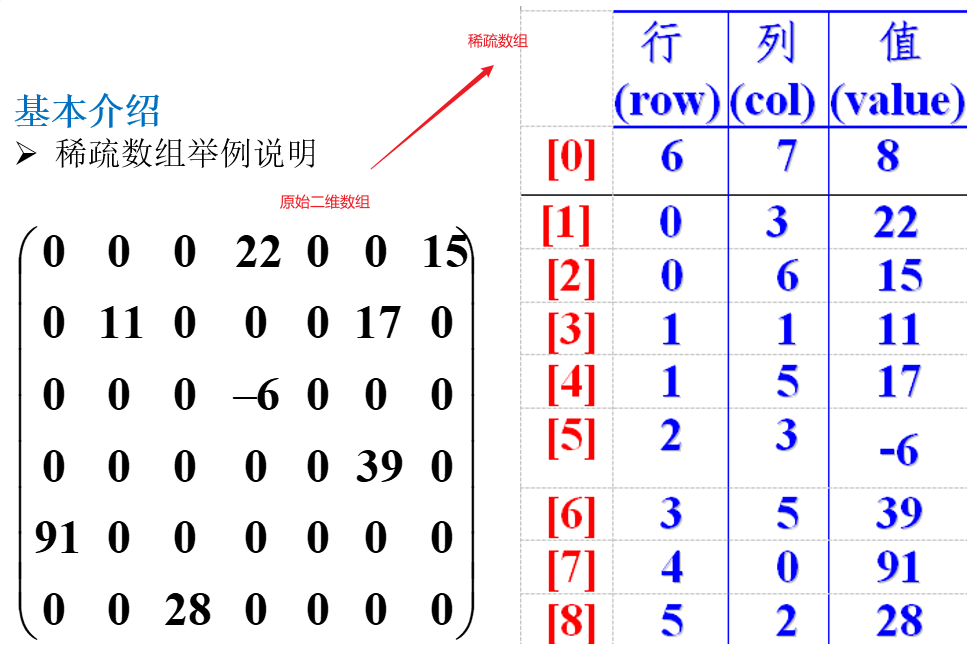 稀疏数组
基本介绍
➢ 稀疏数组举例说明
原始二维数组
0 0 0 22 0 0 15
0 11 0 0 0 17 0
0 0 0 –6 0 0 0
0 0 0 0 0 39 0
91 0 0 0 0 0 0
0 0 28 0 0 0 0
行 列 值
(row) (col) (value)
[0] 6 7 8
[1] 0 3 22
[2] 0 6 15
[3] 1 1 11
[4] 1 5 17
[5] 2 3 -6
[6] 3 5 39
[7] 4 0 91
[8] 5 2 28